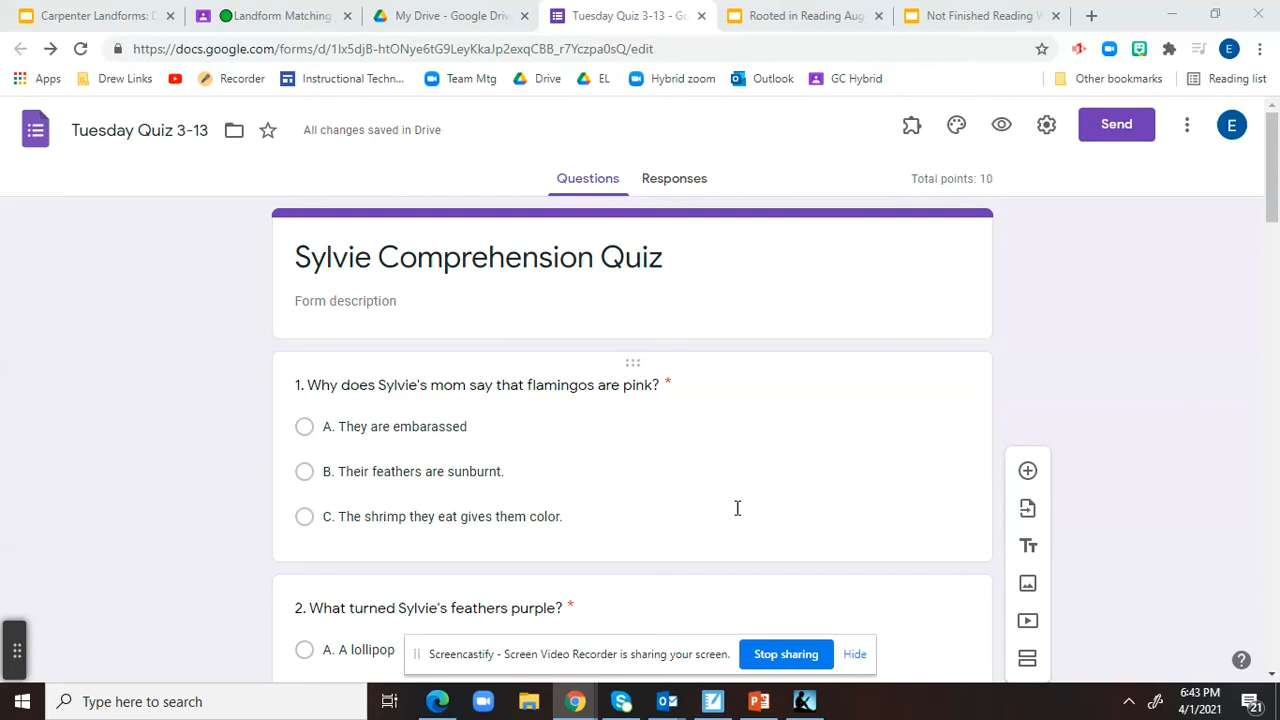 Carpenter Landforms: D
Landform Matching
My Drive - Google Drive
Tuesday Quiz 3-13 - Go
Rooted in Reading Aug
Not Finished Reading W
https://docs.google.com/forms/d/1Ix5djB-htONye6tG9LeyKkaJp2exqCBB_r7Yczpa0sQ/edit
E
Apps
Drew Links
Recorder
Instructional Techn...
Team Mtg
Drive
EL
Hybrid zoom
Outlook
GC Hybrid
Other bookmarks
Reading list
Tuesday Quiz 3-13
All changes saved in Drive
Send
E
Questions
Responses
Total points: 10
Sylvie Comprehension Quiz
Form description
1. Why does Sylvie's mom say that flamingos are pink? *
A. They are embarassed
B. Their feathers are sunburnt.
C. The shrimp they eat gives them color.
2. What turned Sylvie's feathers purple? *
A. A lollipop
Screencastify - Screen Video Recorder is sharing your screen.
Stop sharing
Hide
Type here to search
6:43 PM
4/1/2021
21